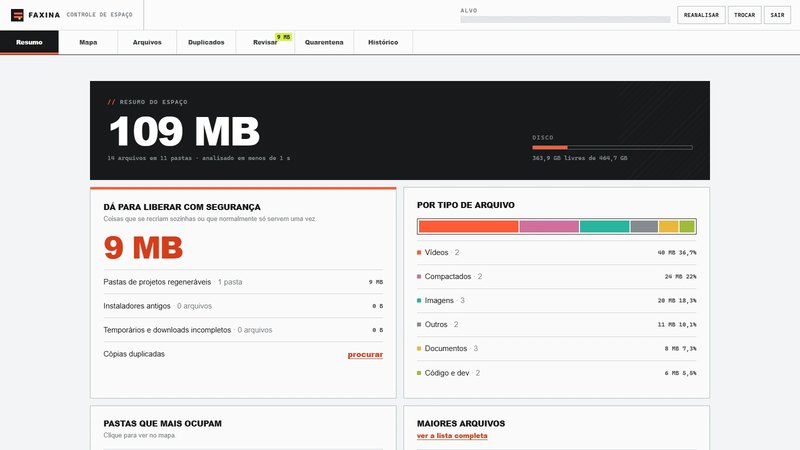 FAXINA CONTROLE DE ESPAÇO
ALVO
REANALISAR TROCAR SAIR
Resumo Mapa Arquivos Duplicados Revisar 9 MB Quarentena Histórico
// RESUMO DO ESPAÇO
109 MB
14 arquivos em 11 pastas · analisado em menos de 1 s
DISCO
363,9 GB livres de 464,7 GB
DÁ PARA LIBERAR COM SEGURANÇA
Coisas que se recriam sozinhas ou que normalmente só servem uma vez.
9 MB
Pastas de projetos regeneráveis · 1 pasta 9 MB
Instaladores antigos · 0 arquivos 0 B
Temporários e downloads incompletos · 0 arquivos 0 B
Cópias duplicadas procurar
POR TIPO DE ARQUIVO
Vídeos · 2 40 MB 36,7%
Compactados · 2 24 MB 22%
Imagens · 3 20 MB 18,3%
Outros · 2 11 MB 10,1%
Documentos · 3 8 MB 7,3%
Código e dev · 2 6 MB 5,5%
PASTAS QUE MAIS OCUPAM
Clique para ver no mapa.
MAIORES ARQUIVOS
ver a lista completa